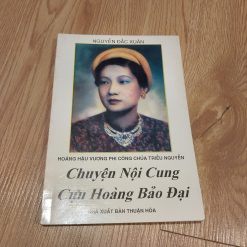 NGUYỄN ĐẮC XUÂN
HOÀNG HẬU VƯƠNG PHI CÔNG CHÚA TRIỀU NGUYỄN
Chuyện Nội Cung
Cựu Hoàng Bảo Đại
NHÀ XUẤT BẢN THUẬN HÓA